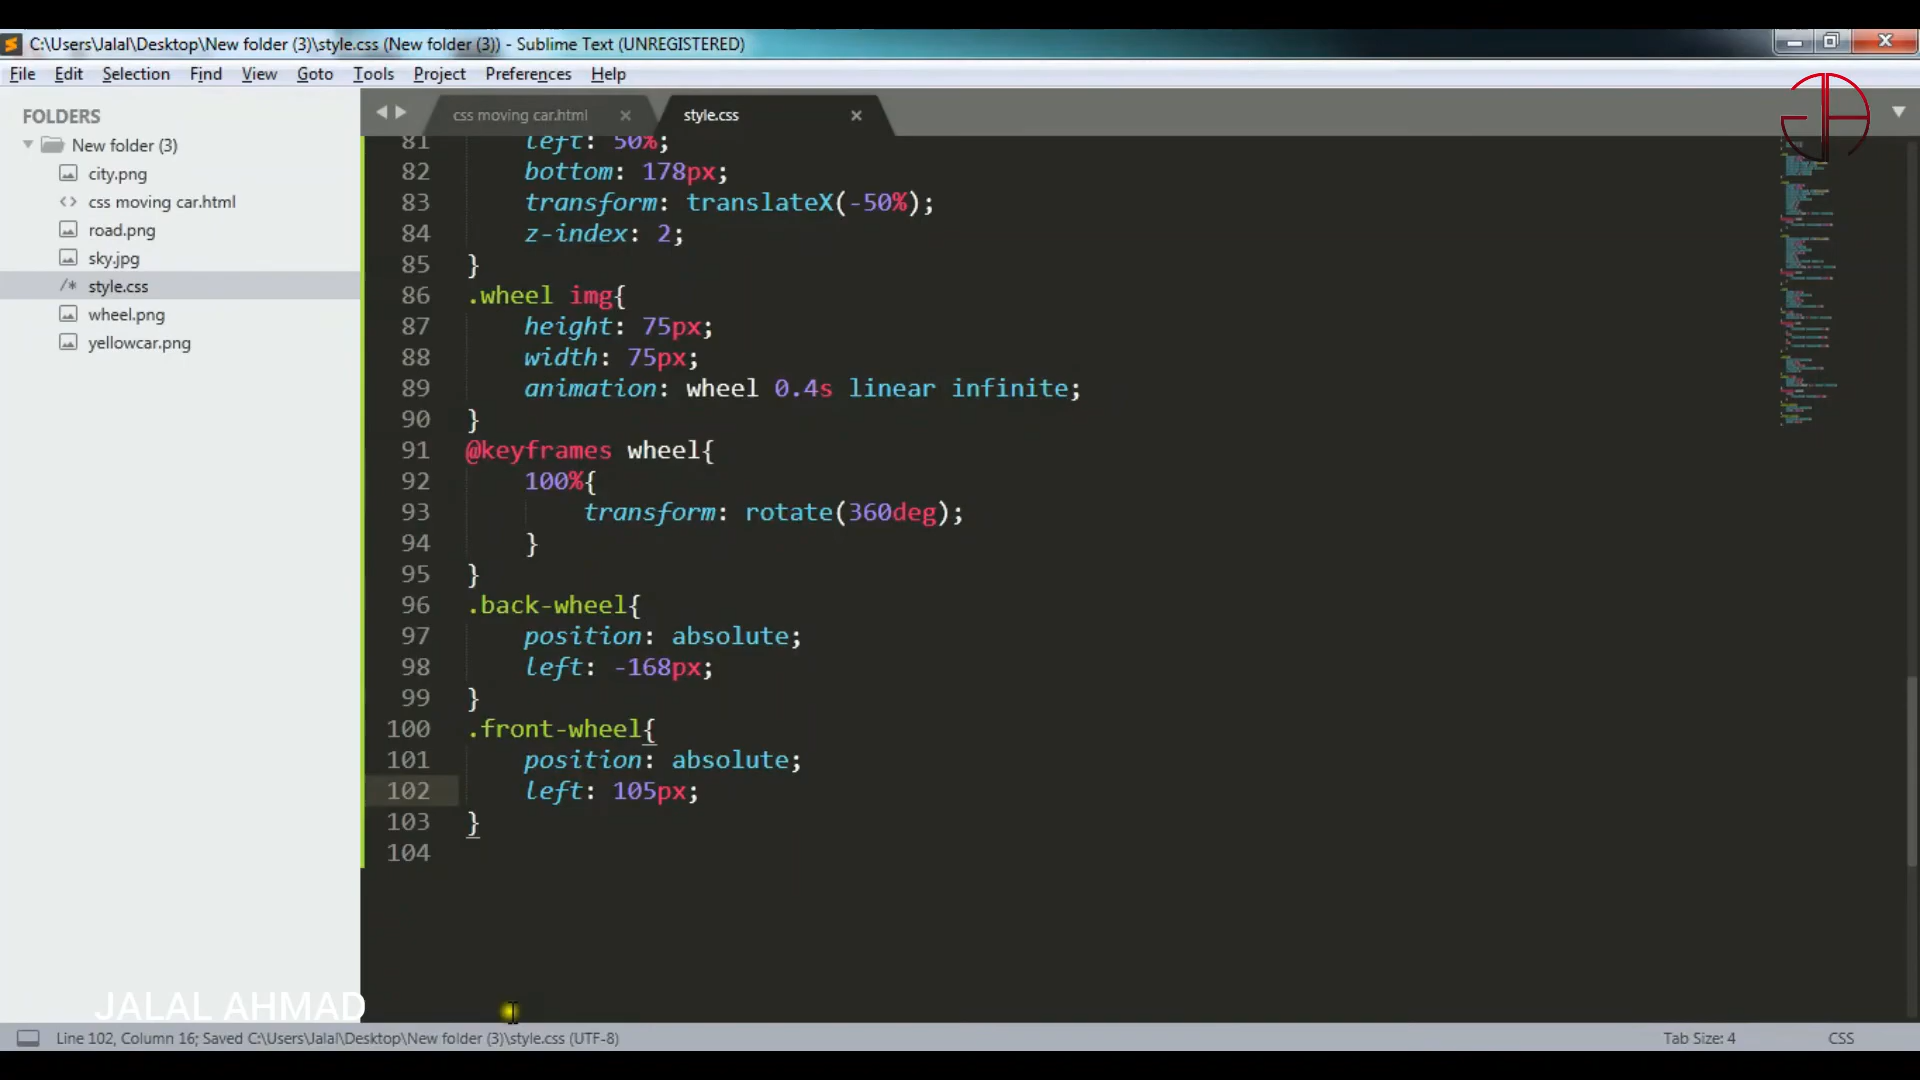 C:\Users\Jalal\Desktop\New folder (3)\style.css (New folder (3)) - Sublime Text (UNREGISTERED)
File Edit Selection Find View Goto Tools Project Preferences Help
FOLDERS
New folder (3)
city.png
<> css moving car.html
road.png
sky.jpg
/* style.css
wheel.png
yellowcar.png
css moving car.html × style.css ×
81 left: 50%;
82 bottom: 178px;
83 transform: translateX(-50%);
84 z-index: 2;
85 }
86 .wheel img{
87 height: 75px;
88 width: 75px;
89 animation: wheel 0.4s linear infinite;
90 }
91 @keyframes wheel{
92 100%{
93 transform: rotate(360deg);
94 }
95 }
96 .back-wheel{
97 position: absolute;
98 left: -168px;
99 }
100 .front-wheel{
101 position: absolute;
102 left: 105px;
103 }
104
JALAL AHMAD
Line 102, Column 16; Saved C:\Users\Jalal\Desktop\New folder (3)\style.css (UTF-8) Tab Size: 4 CSS